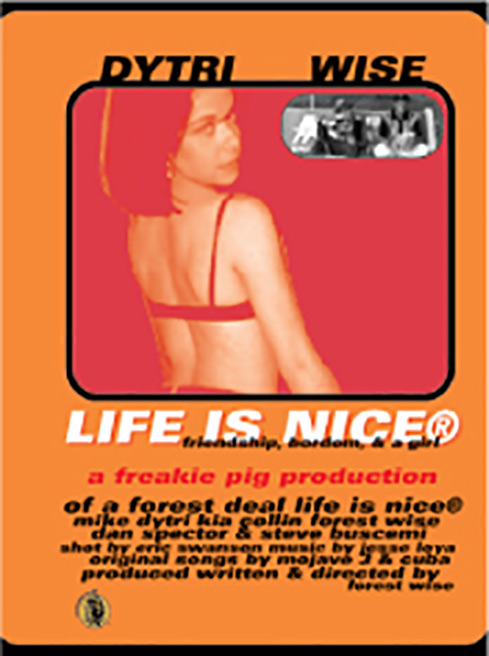 DYTRI WISE
LIFE IS NICE®
friendship, bordom, & a girl
a freakie pig production
of a forest deal life is nice®
mike dytri kia collin forest wise
dan spector & steve buscemi
shot by eric swanson music by jesse loya
original songs by mojave 3 & cuba
produced written & directed by
forest wise